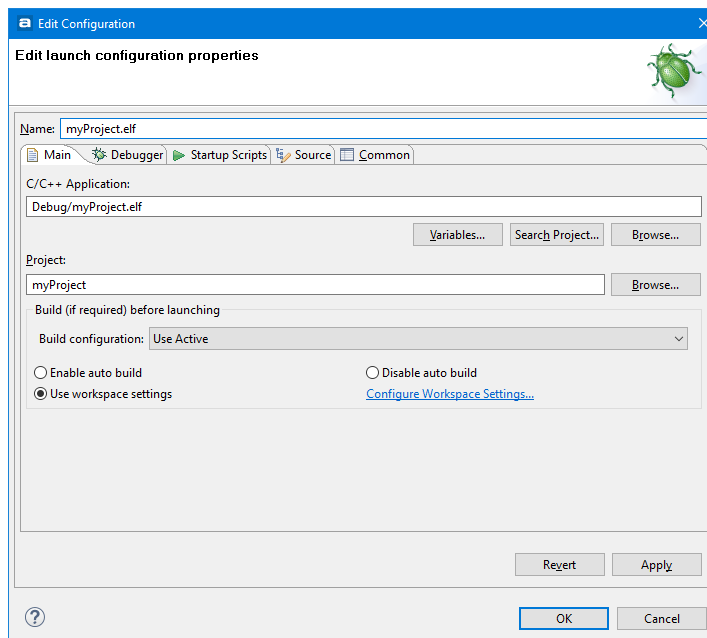 a Edit Configuration
Edit launch configuration properties
Name: myProject.elf
Main Debugger Startup Scripts Source Common
C/C++ Application:
Debug/myProject.elf
Variables... Search Project... Browse...
Project:
myProject Browse...
Build (if required) before launching
Build configuration: Use Active
Enable auto build Disable auto build
Use workspace settings Configure Workspace Settings...
Revert Apply
? OK Cancel